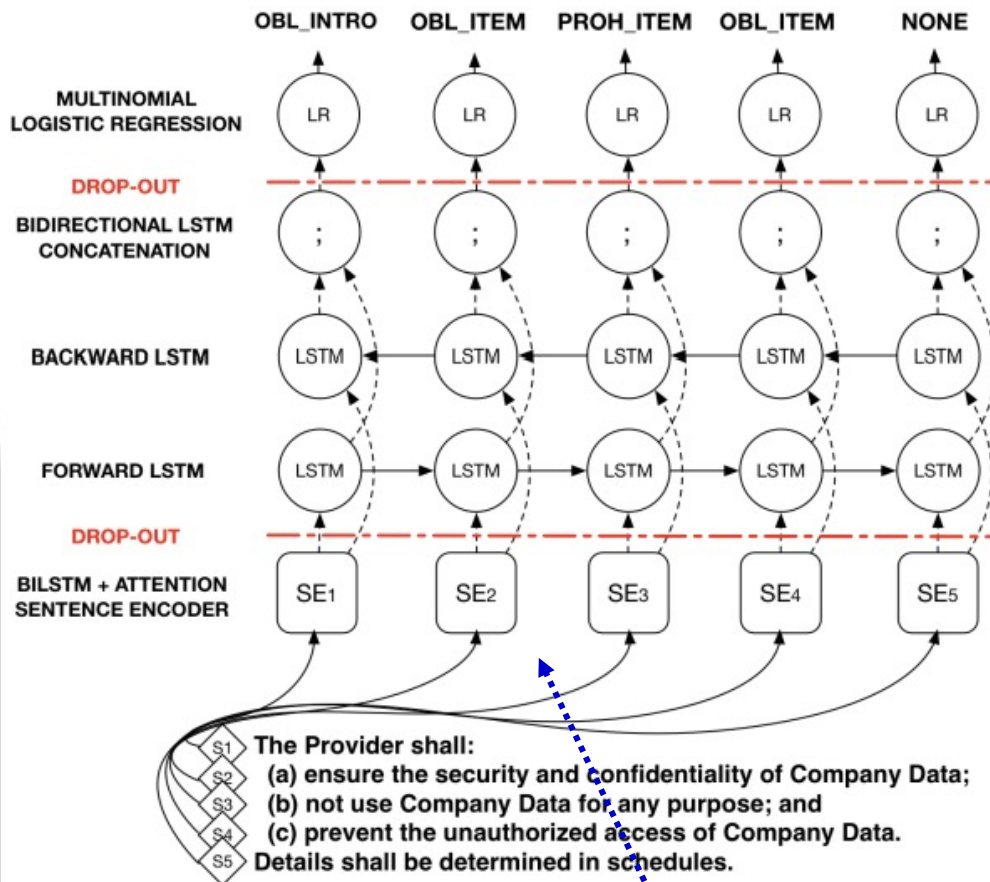 OBL_INTRO OBL_ITEM PROH_ITEM OBL_ITEM NONE
MULTINOMIAL
LOGISTIC REGRESSION
LR LR LR LR LR
DROP-OUT
BIDIRECTIONAL LSTM
CONCATENATION
; ; ; ; ;
BACKWARD LSTM
LSTM LSTM LSTM LSTM LSTM
FORWARD LSTM
LSTM LSTM LSTM LSTM LSTM
DROP-OUT
BILSTM + ATTENTION
SENTENCE ENCODER
SE1 SE2 SE3 SE4 SE5
S1 The Provider shall:
S2 (a) ensure the security and confidentiality of Company Data;
S3 (b) not use Company Data for any purpose; and
S4 (c) prevent the unauthorized access of Company Data.
S5 Details shall be determined in schedules.